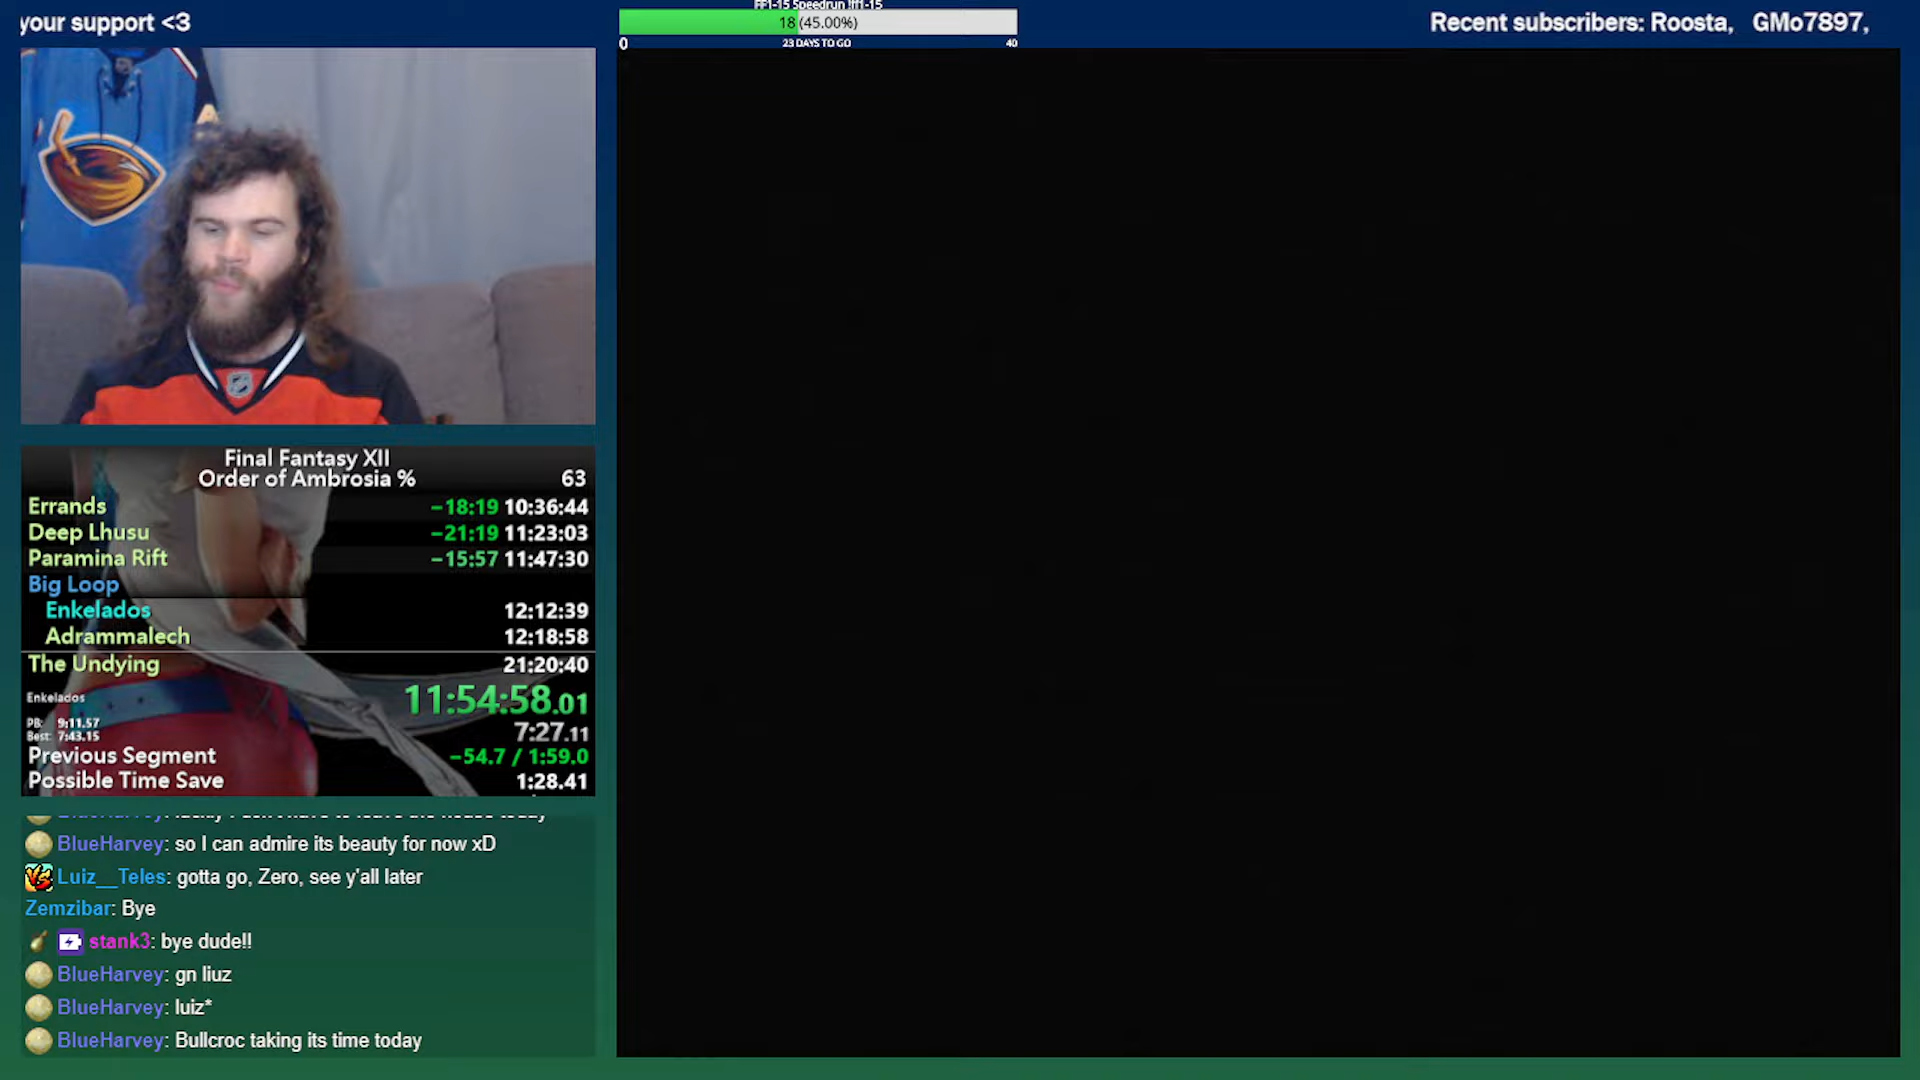 your support <3
FF1-15 Speedrun !ff1-15
18 (45.00%)
0 23 DAYS TO GO 40
Recent subscribers: Roosta, GMo7897,
Final Fantasy XII
Order of Ambrosia % 63
Errands -18:19 10:36:44
Deep Lhusu -21:19 11:23:03
Paramina Rift -15:57 11:47:30
Big Loop
Enkelados 12:12:39
Adrammalech 12:18:58
The Undying 21:20:40
Enkelados 11:54:58.01
PB: 9:11.57
Best: 7:43.15
7:27.11
Previous Segment -54.7 / 1:59.0
Possible Time Save 1:28.41
BlueHarvey: so I can admire its beauty for now xD
Luiz__Teles: gotta go, Zero, see y'all later
Zemzibar: Bye
stank3: bye dude!!
BlueHarvey: gn liuz
BlueHarvey: luiz*
BlueHarvey: Bullcroc taking its time today